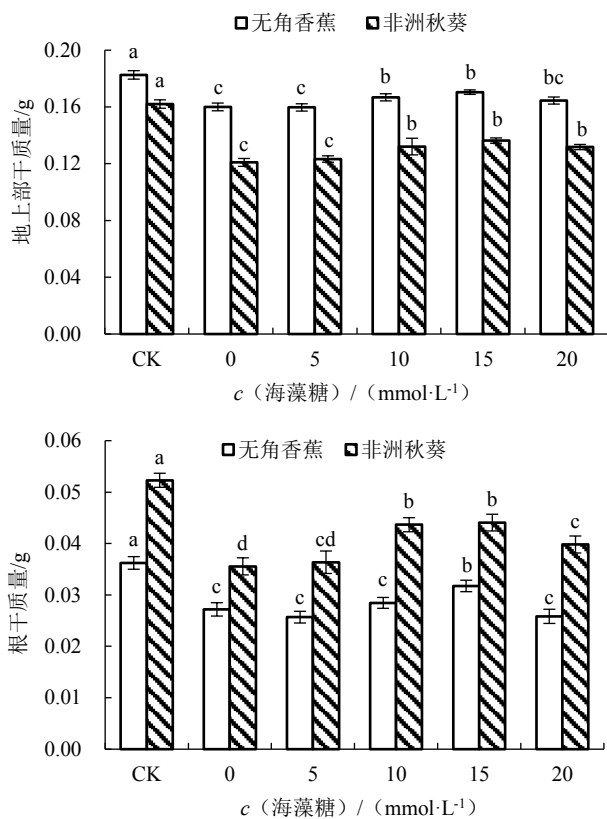 无角香蕉 非洲秋葵
0.20
0.16
0.12
0.08
0.04
0.00
地上部干质量/g
a a c c c c b b b b bc b
CK 0 5 10 15 20
c（海藻糖）/（mmol·L⁻¹）
无角香蕉 非洲秋葵
0.06
0.05
0.04
0.03
0.02
0.01
0.00
根干质量/g
a a c d c cd c b b b c c
CK 0 5 10 15 20
c（海藻糖）/（mmol·L⁻¹）